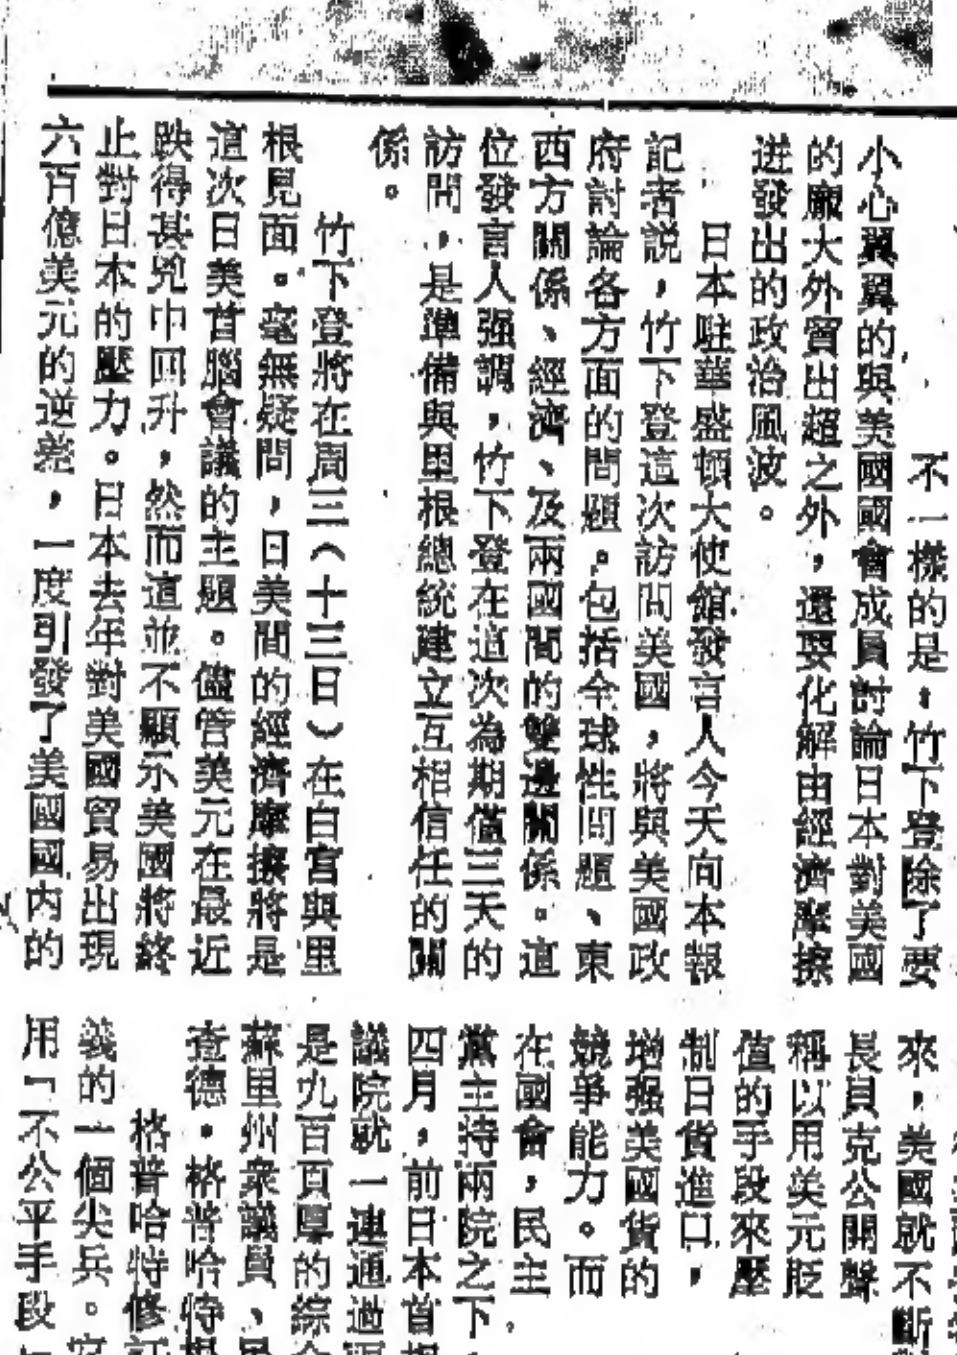 不一樣的是，竹下登除了要
小心翼翼的與美國國會成員討論日本對美國
的龐大外貿出超之外，還要化解由經濟摩擦
迸發出的政治風波。
日本駐華盛頓大使館發言人今天向本報
記者説，竹下登這次訪問美國，將與美國政
府討論各方面的問題。包括全球性問題、東
西方關係、經濟、及兩國間的雙邊關係。這
位發言人强調，竹下登在這次為期僅三天的
訪問，是準備與里根總統建立互相信任的關
係。
竹下登將在周三（十三日）在白宮與里
根見面。毫無疑問，日美間的經濟摩擦將是
這次日美首腦會議的主題。儘管美元在最近
跌得甚兇中回升，然而這並不顯示美國將終
止對日本的壓力。日本去年對美國貿易出現
六百億美元的逆差，一度引發了美國國內的
來，美國就不斷
長貝克公開聲
稱以用美元貶
值的手段來壓
制日貨進口，
增强美國貨的
競爭能力。而
在國會，民主
黨主持兩院之下，
四月，前日本首
議院就一連通過
是九百頁厚的綜
蘇里州衆議員、
查德・格普哈特
格普哈特修訂
義的一個尖兵。
用「不公平手段